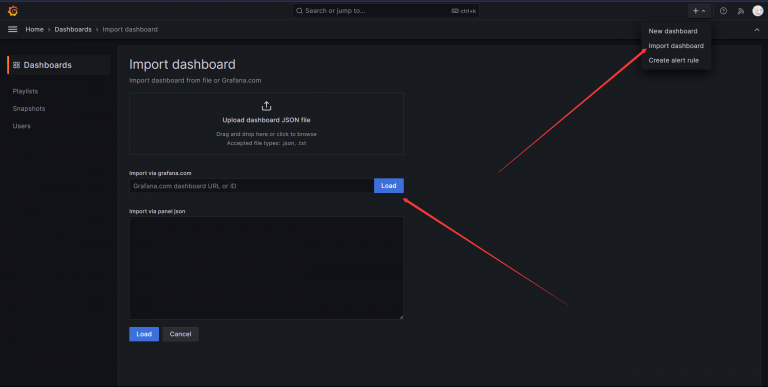 Search or jump to...
ctrl+k
Home › Dashboards › Import dashboard
New dashboard
Import dashboard
Create alert rule
Dashboards
Playlists
Snapshots
Users
Import dashboard
Import dashboard from file or Grafana.com
Upload dashboard JSON file
Drag and drop here or click to browse
Accepted file types: .json, .txt
Import via grafana.com
Grafana.com dashboard URL or ID
Load
Import via panel json
Load
Cancel